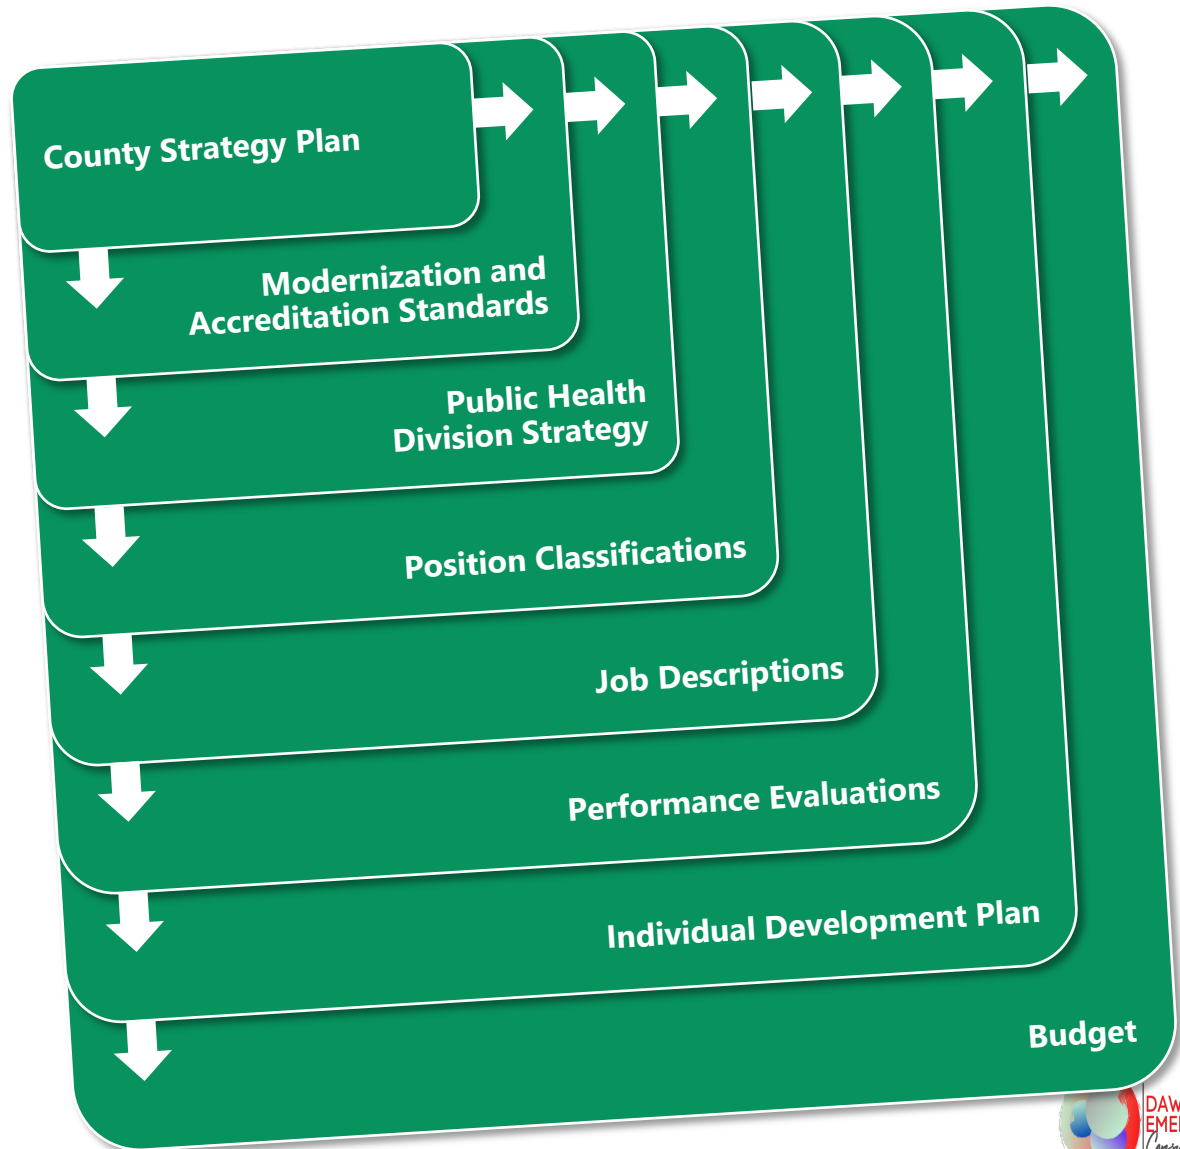 County Strategy Plan
Modernization and
Accreditation Standards
Public Health
Division Strategy
Position Classifications
Job Descriptions
Performance Evaluations
Individual Development Plan
Budget